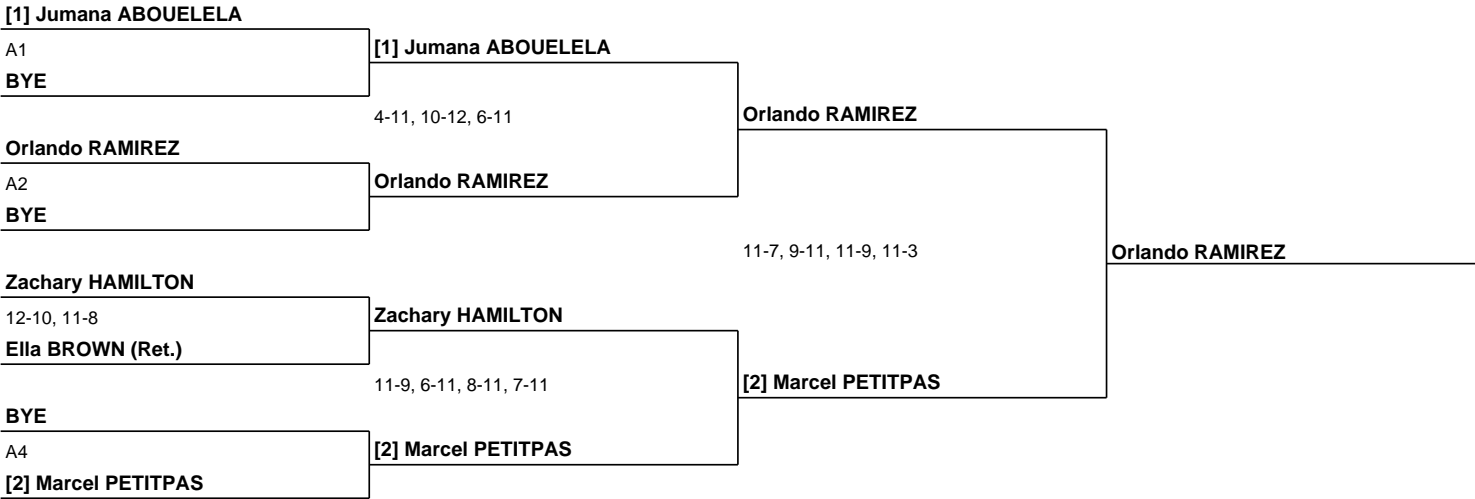 [1] Jumana ABOUELELA
A1
BYE
[1] Jumana ABOUELELA
4-11, 10-12, 6-11
Orlando RAMIREZ
A2
BYE
Orlando RAMIREZ
Orlando RAMIREZ
11-7, 9-11, 11-9, 11-3
Orlando RAMIREZ
Zachary HAMILTON
12-10, 11-8
Ella BROWN (Ret.)
Zachary HAMILTON
11-9, 6-11, 8-11, 7-11
BYE
A4
[2] Marcel PETITPAS
[2] Marcel PETITPAS
[2] Marcel PETITPAS